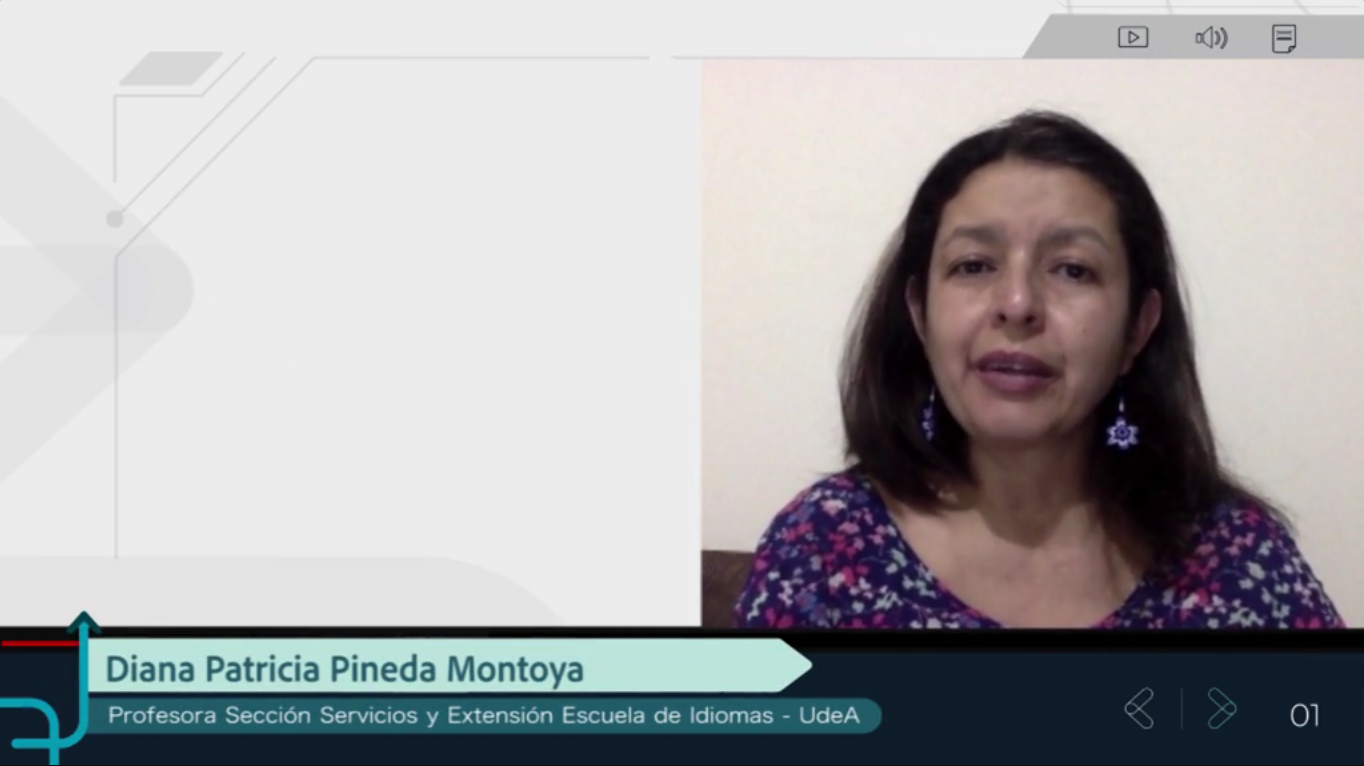 Diana Patricia Pineda Montoya
Profesora Sección Servicios y Extensión Escuela de Idiomas - UdeA
01